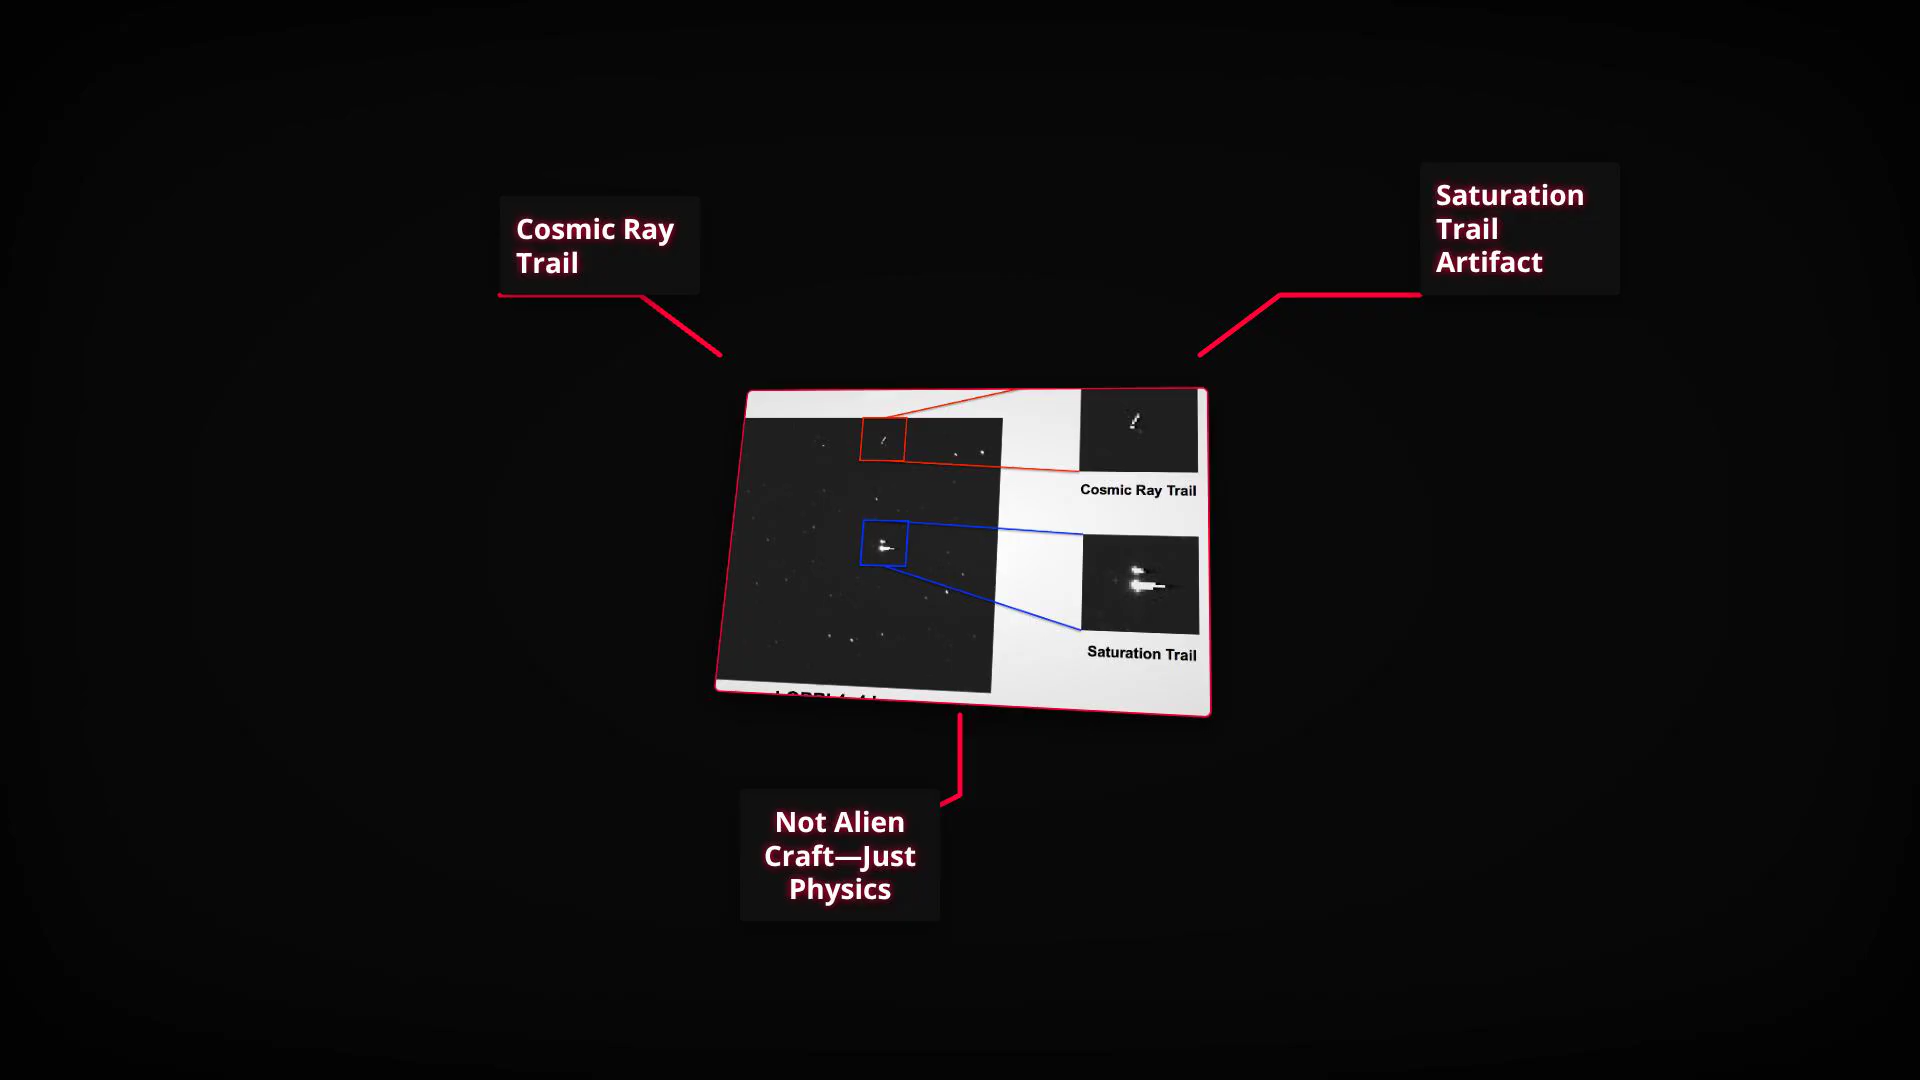 Cosmic Ray
Trail
Saturation
Trail
Artifact
Cosmic Ray Trail
Saturation Trail
Not Alien
Craft—Just
Physics